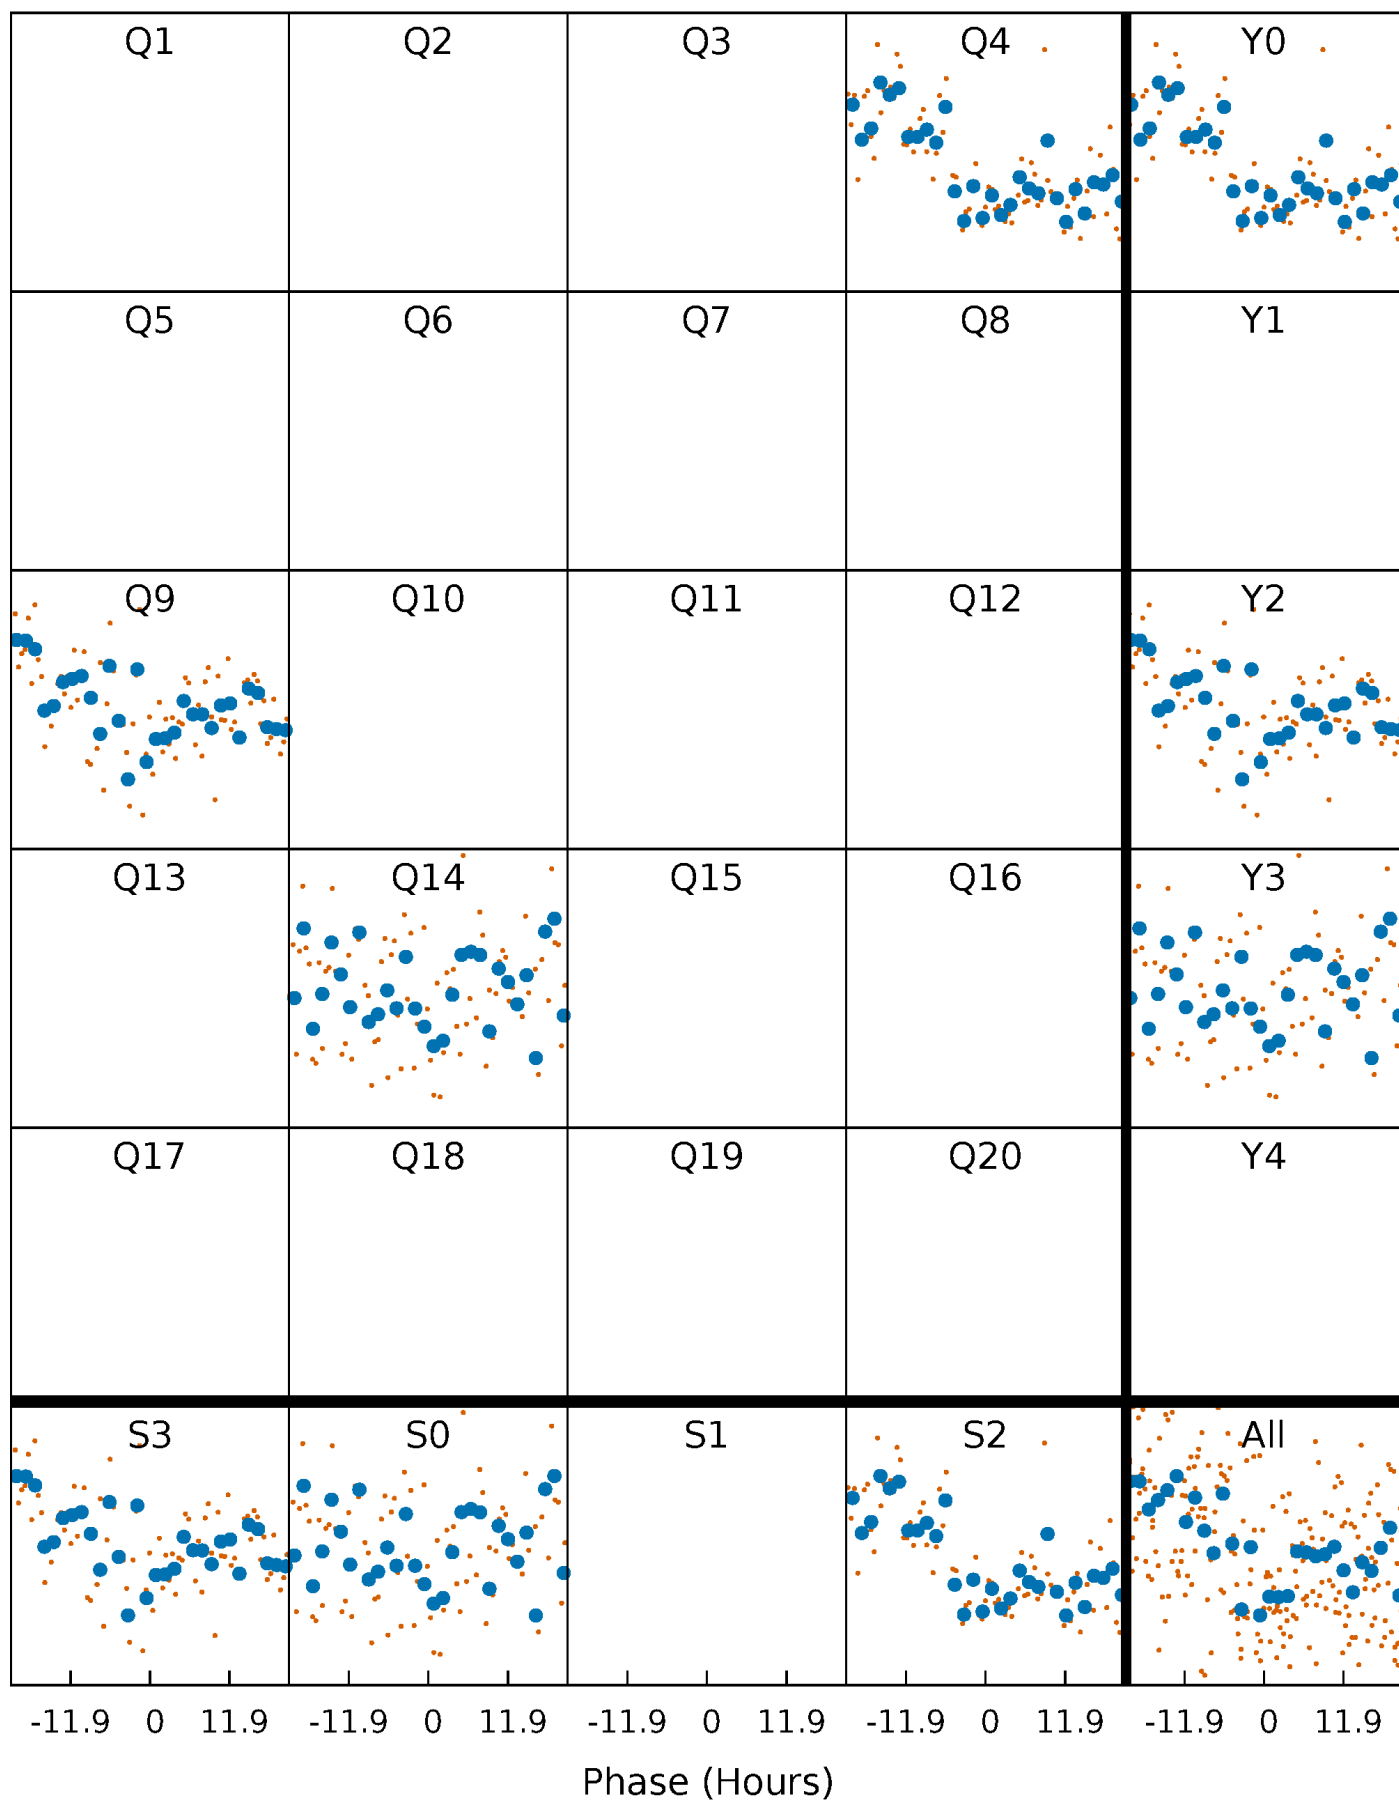 Q1 Q2 Q3 Q4 Y0
Q5 Q6 Q7 Q8 Y1
Q9 Q10 Q11 Q12 Y2
Q13 Q14 Q15 Q16 Y3
Q17 Q18 Q19 Q20 Y4
S3 S0 S1 S2 All
-11.9 0 11.9 -11.9 0 11.9 -11.9 0 11.9 -11.9 0 11.9 -11.9 0 11.9
Phase (Hours)